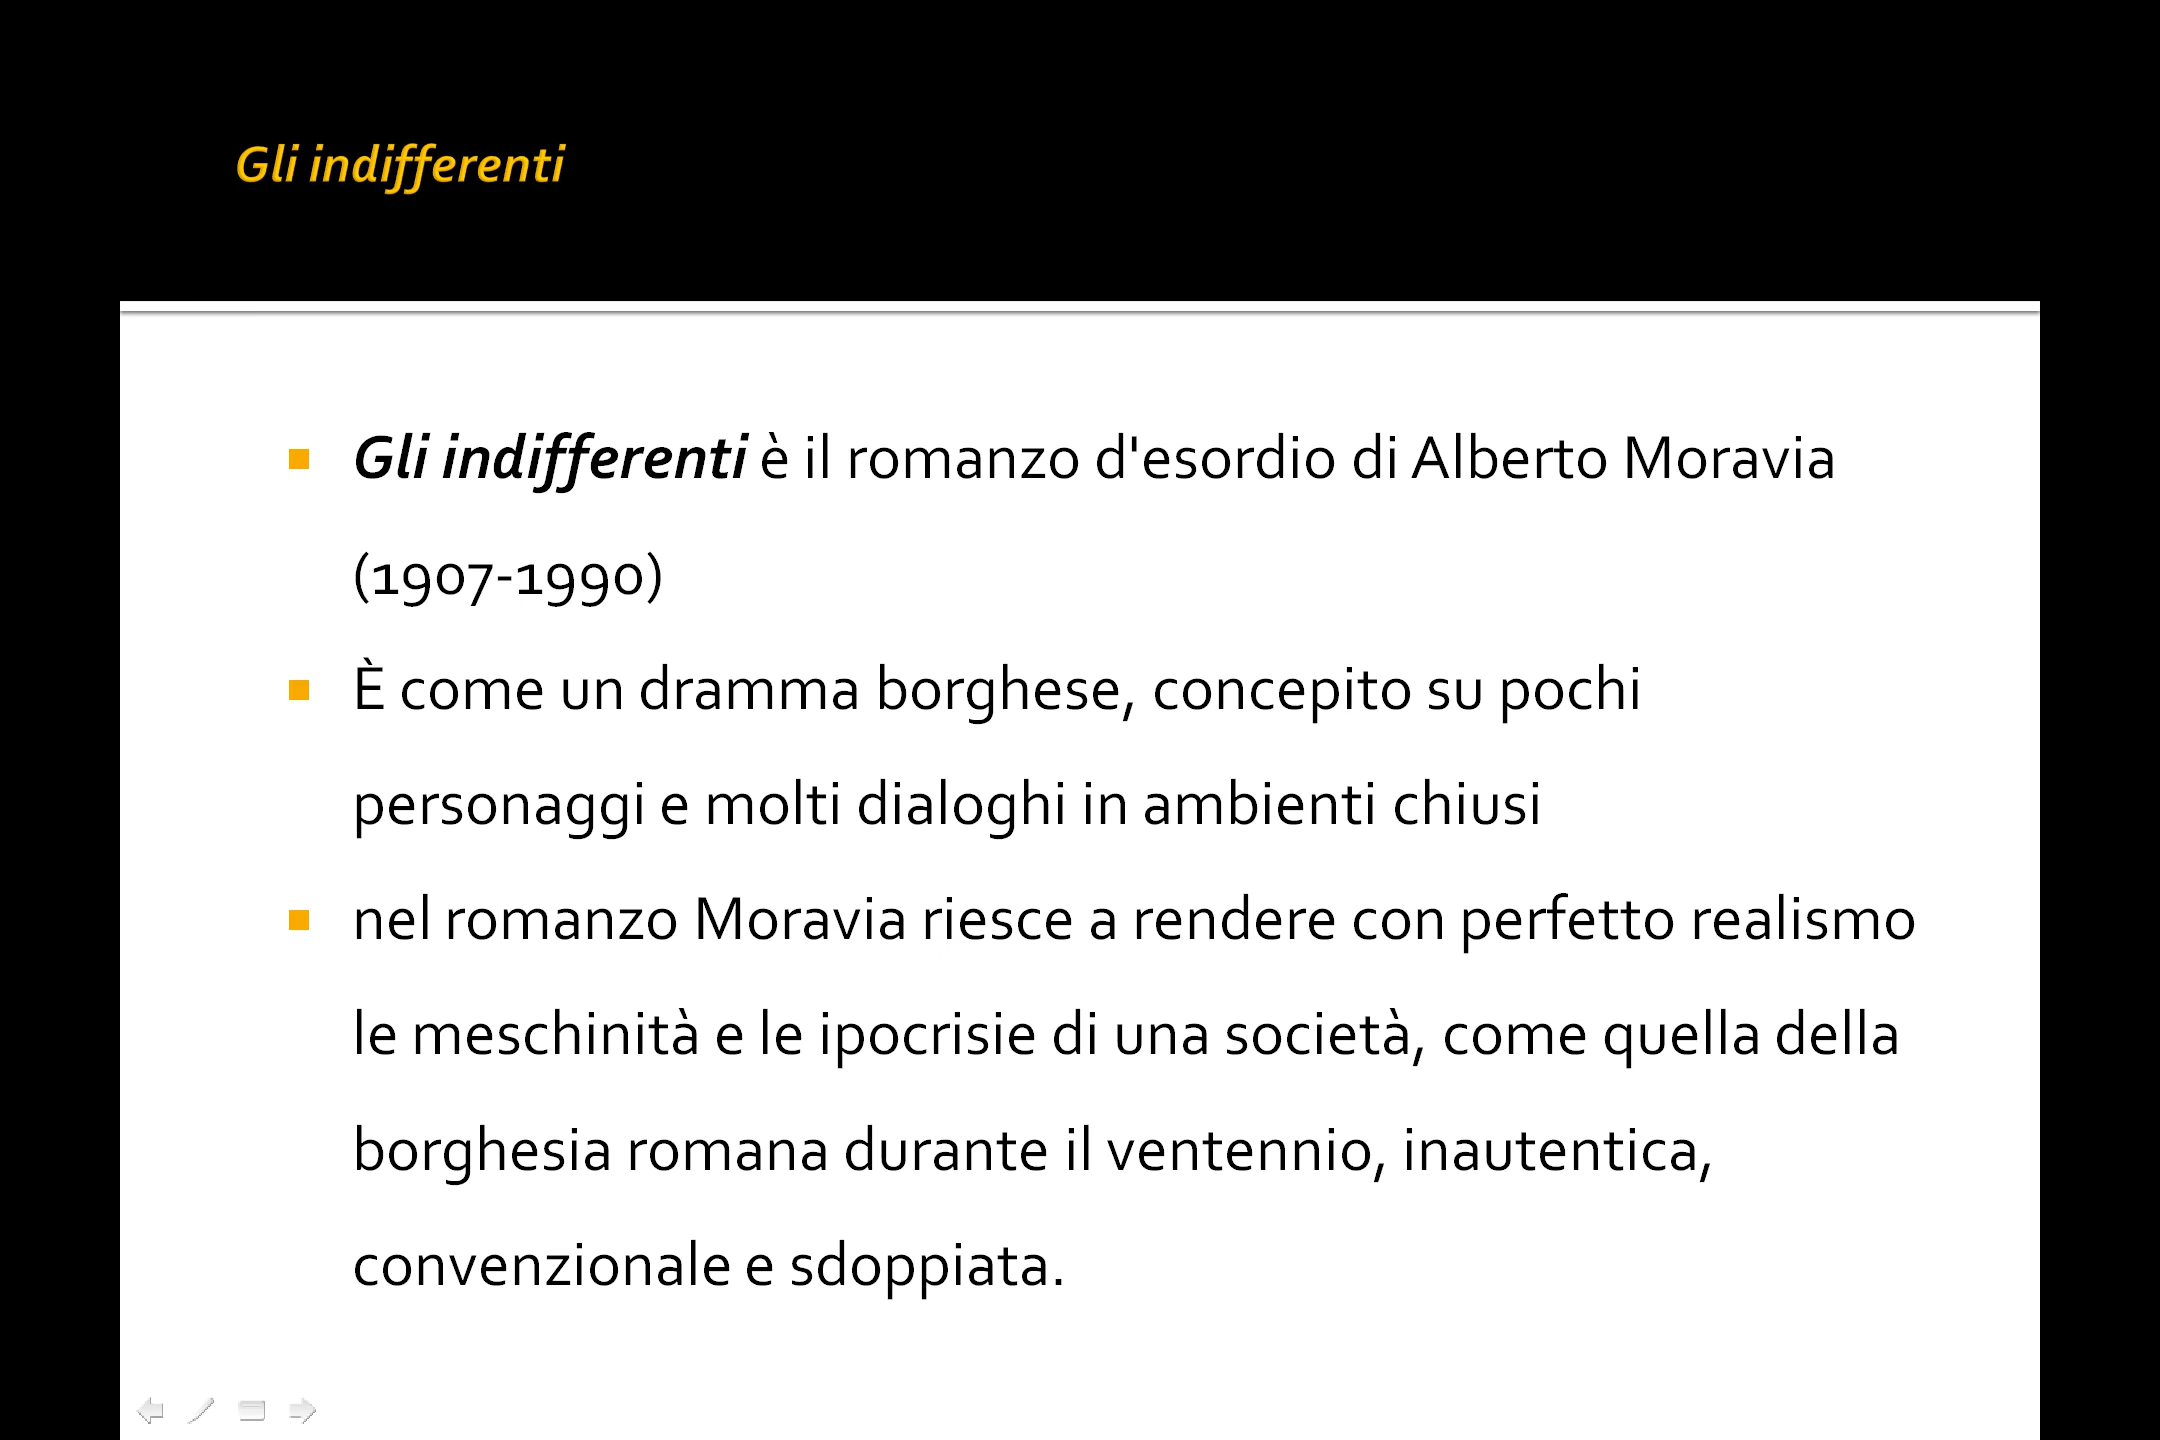 Gli indifferenti
Gli indifferenti è il romanzo d'esordio di Alberto Moravia
(1907-1990)
È come un dramma borghese, concepito su pochi
personaggi e molti dialoghi in ambienti chiusi
nel romanzo Moravia riesce a rendere con perfetto realismo
le meschinità e le ipocrisie di una società, come quella della
borghesia romana durante il ventennio, inautentica,
convenzionale e sdoppiata.